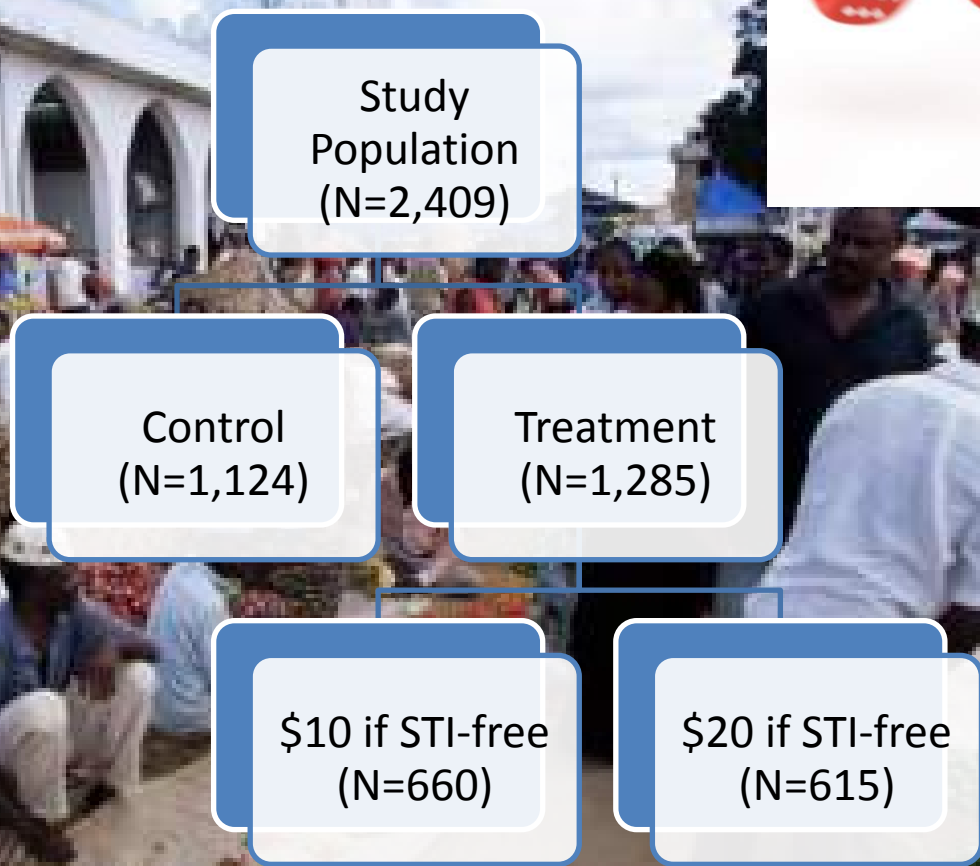 Study
Population
(N=2,409)
Control
(N=1,124)
Treatment
(N=1,285)
$10 if STI-free
(N=660)
$20 if STI-free
(N=615)